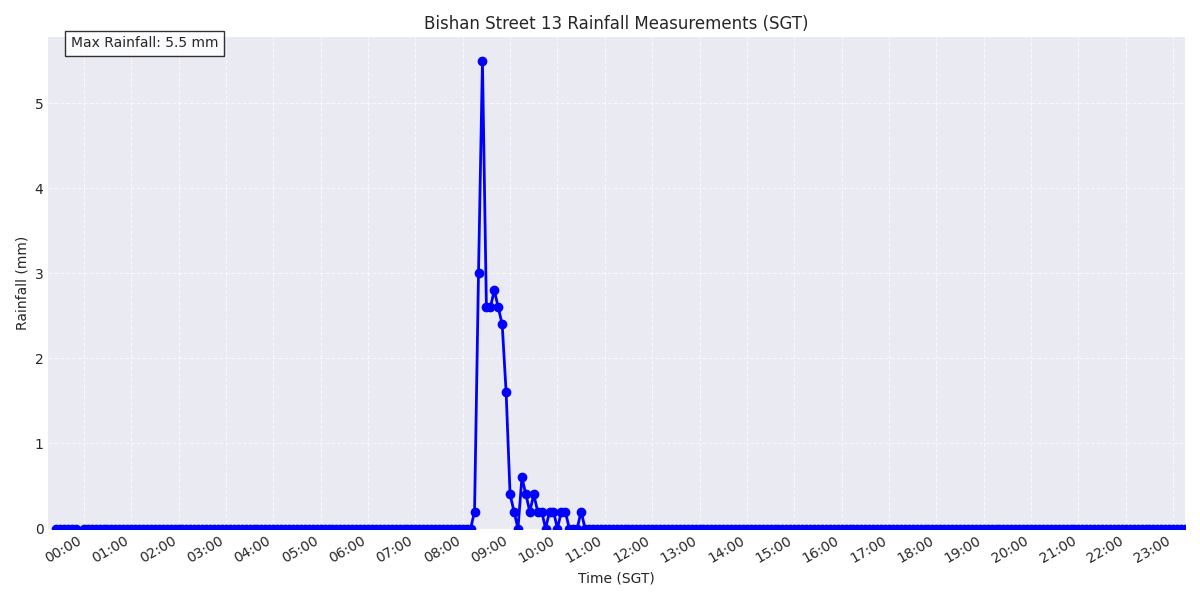 Bishan Street 13 Rainfall Measurements (SGT)
Max Rainfall: 5.5 mm
Rainfall (mm)
5
4
3
2
1
0
00:00 01:00 02:00 03:00 04:00 05:00 06:00 07:00 08:00 09:00 10:00 11:00 12:00 13:00 14:00 15:00 16:00 17:00 18:00 19:00 20:00 21:00 22:00 23:00
Time (SGT)